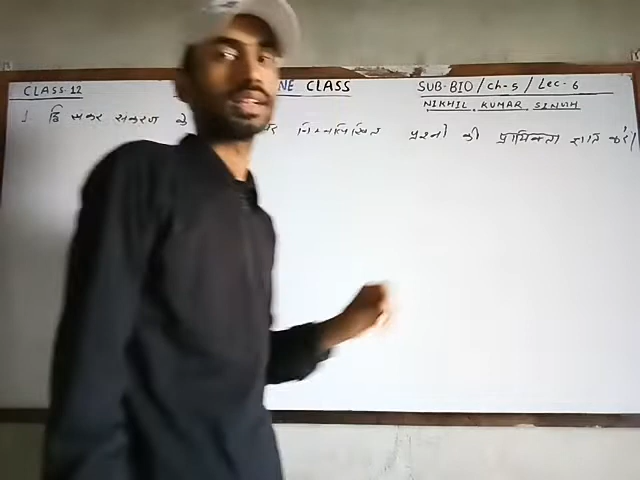 CLASS-12 NE CLASS SUB-BIO/Ch-5/Lec-6
NIKHIL KUMAR SINGH
1 द्वि संकर संकरण के निम्नलिखित प्रश्नों की प्रायिकता ज्ञात करें।